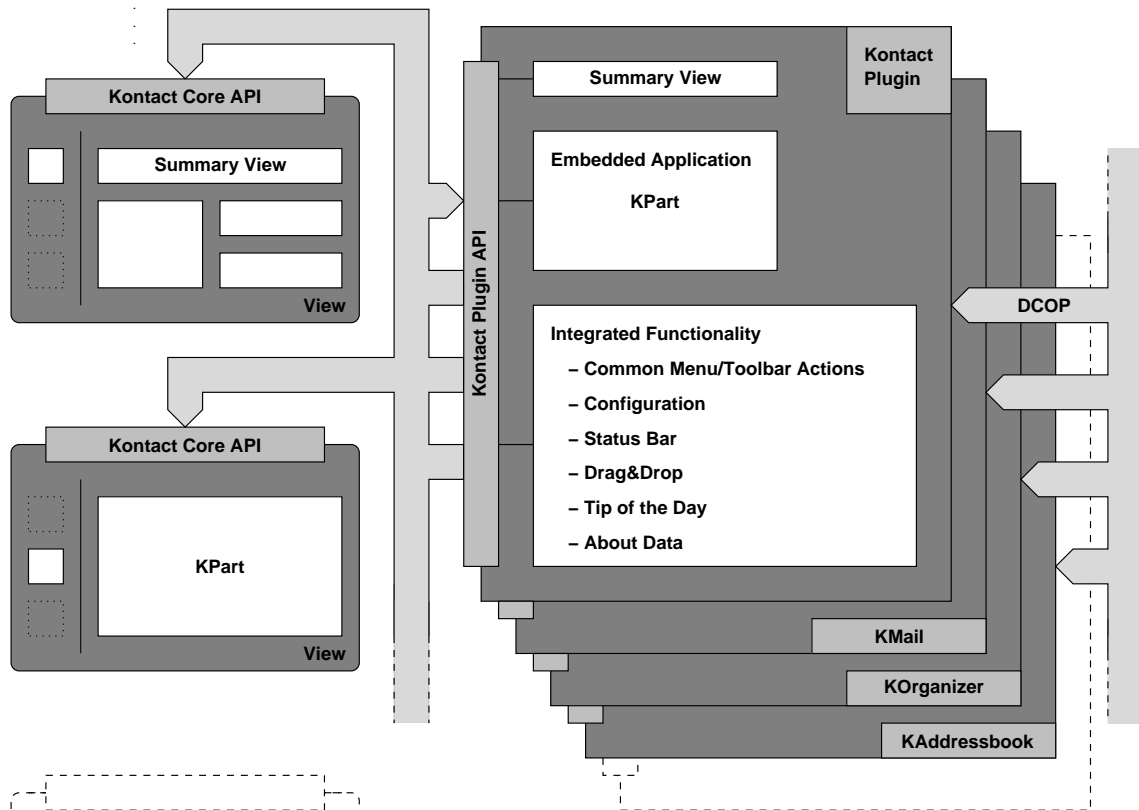 Kontact Core API
Summary View
View
Kontact Core API
KPart
View
Kontact Plugin API
Summary View
Kontact
Plugin
Embedded Application
KPart
Integrated Functionality
– Common Menu/Toolbar Actions
– Configuration
– Status Bar
– Drag&Drop
– Tip of the Day
– About Data
DCOP
KMail
KOrganizer
KAddressbook